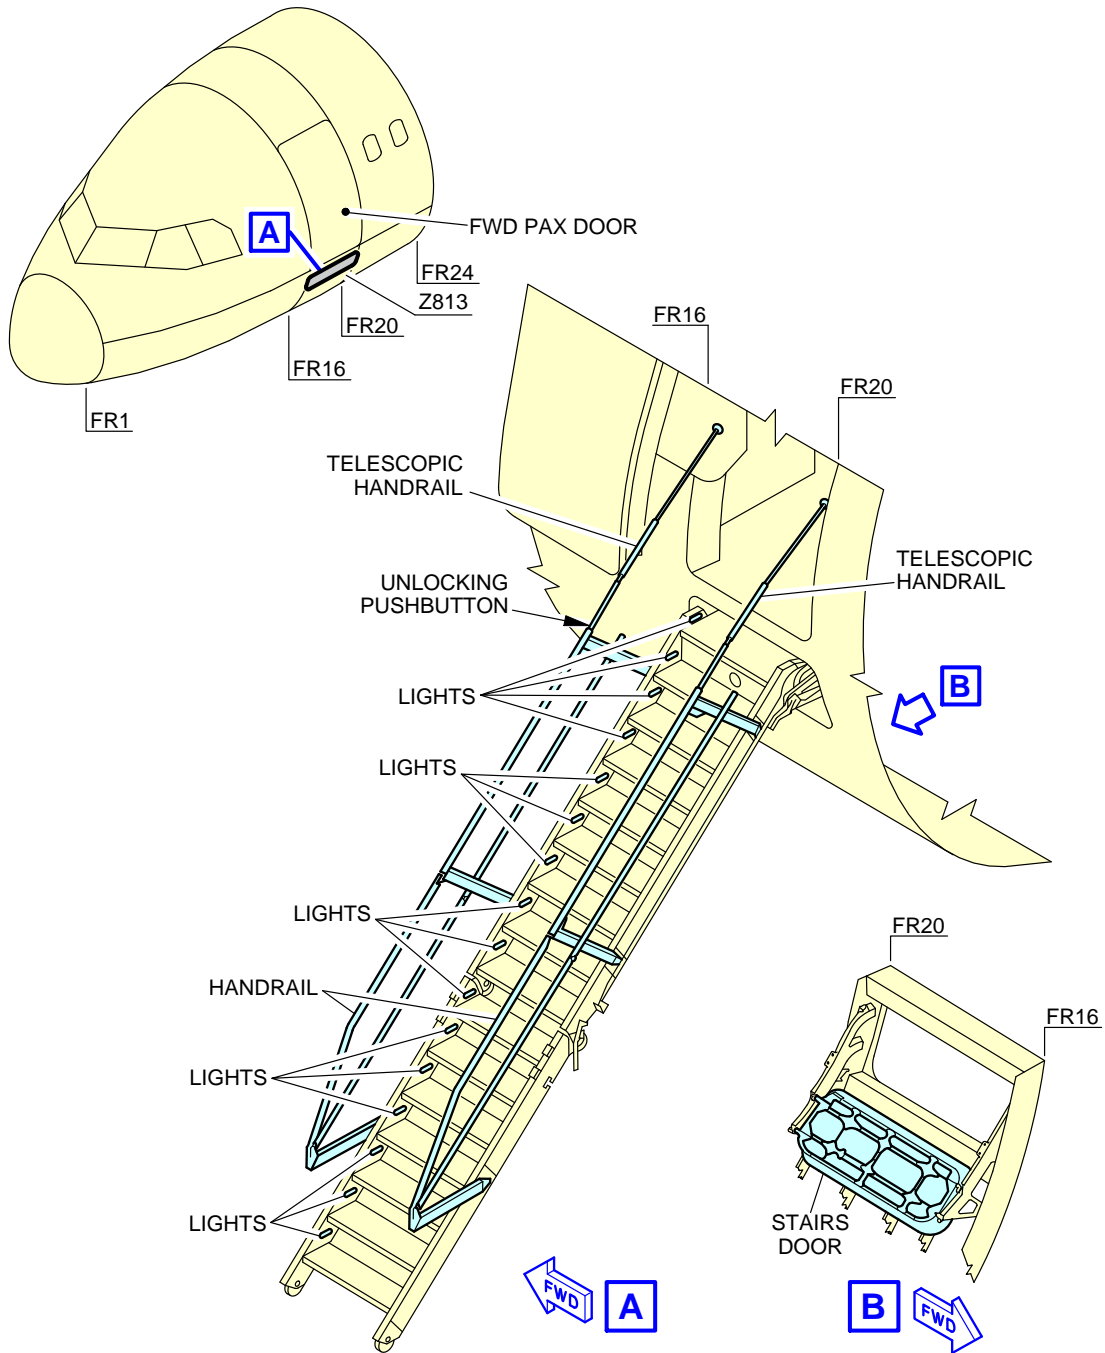 A
FWD PAX DOOR
FR24
Z813
FR20
FR16
FR1
FR16
FR20
TELESCOPIC
HANDRAIL
TELESCOPIC
HANDRAIL
UNLOCKING
PUSHBUTTON
B
LIGHTS
LIGHTS
LIGHTS
HANDRAIL
LIGHTS
LIGHTS
FR20
FR16
STAIRS
DOOR
FWD
A
B
FWD